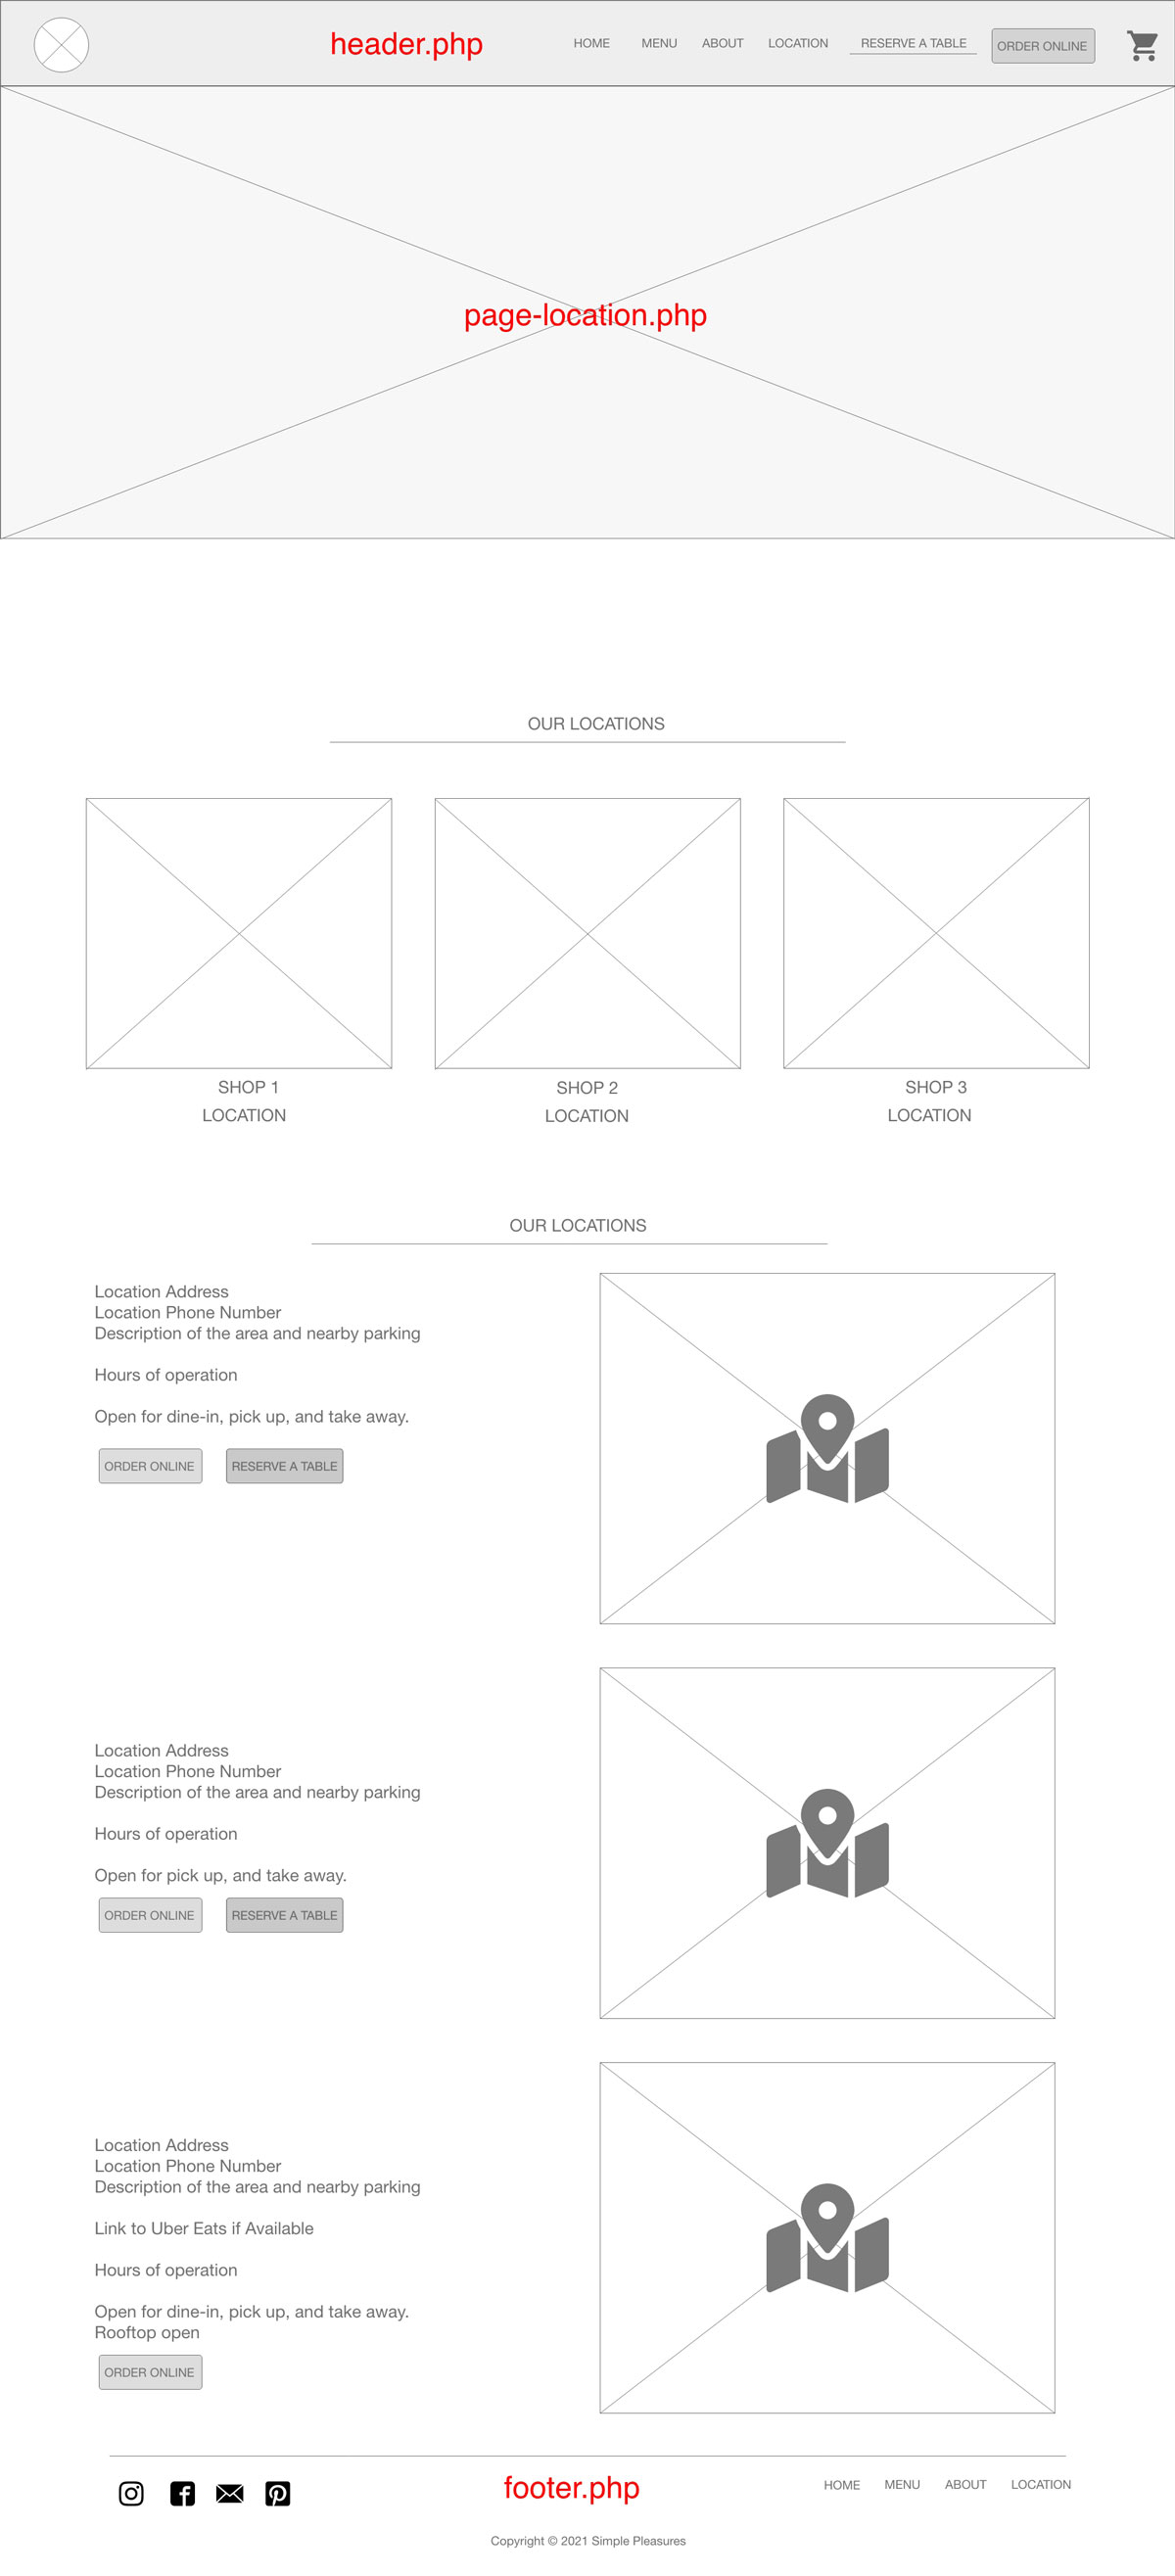 header.php
HOME MENU ABOUT LOCATION RESERVE A TABLE ORDER ONLINE
page-location.php
OUR LOCATIONS
SHOP 1
LOCATION
SHOP 2
LOCATION
SHOP 3
LOCATION
OUR LOCATIONS
Location Address
Location Phone Number
Description of the area and nearby parking
Hours of operation
Open for dine-in, pick up, and take away.
ORDER ONLINE RESERVE A TABLE
Location Address
Location Phone Number
Description of the area and nearby parking
Hours of operation
Open for pick up, and take away.
ORDER ONLINE RESERVE A TABLE
Location Address
Location Phone Number
Description of the area and nearby parking
Link to Uber Eats if Available
Hours of operation
Open for dine-in, pick up, and take away.
Rooftop open
ORDER ONLINE
footer.php
HOME MENU ABOUT LOCATION
Copyright © 2021 Simple Pleasures